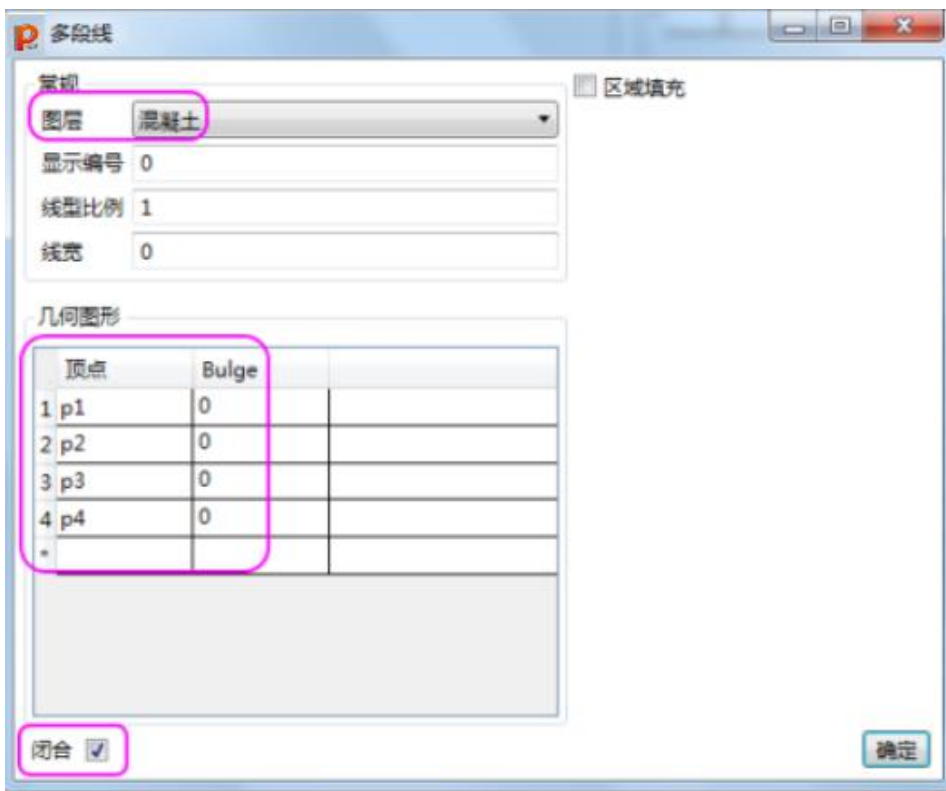 多段线
常规
图层 混凝土
显示编号 0
线型比例 1
线宽 0
区域填充
几何图形
顶点 Bulge
1 p1 0
2 p2 0
3 p3 0
4 p4 0
*
闭合
确定